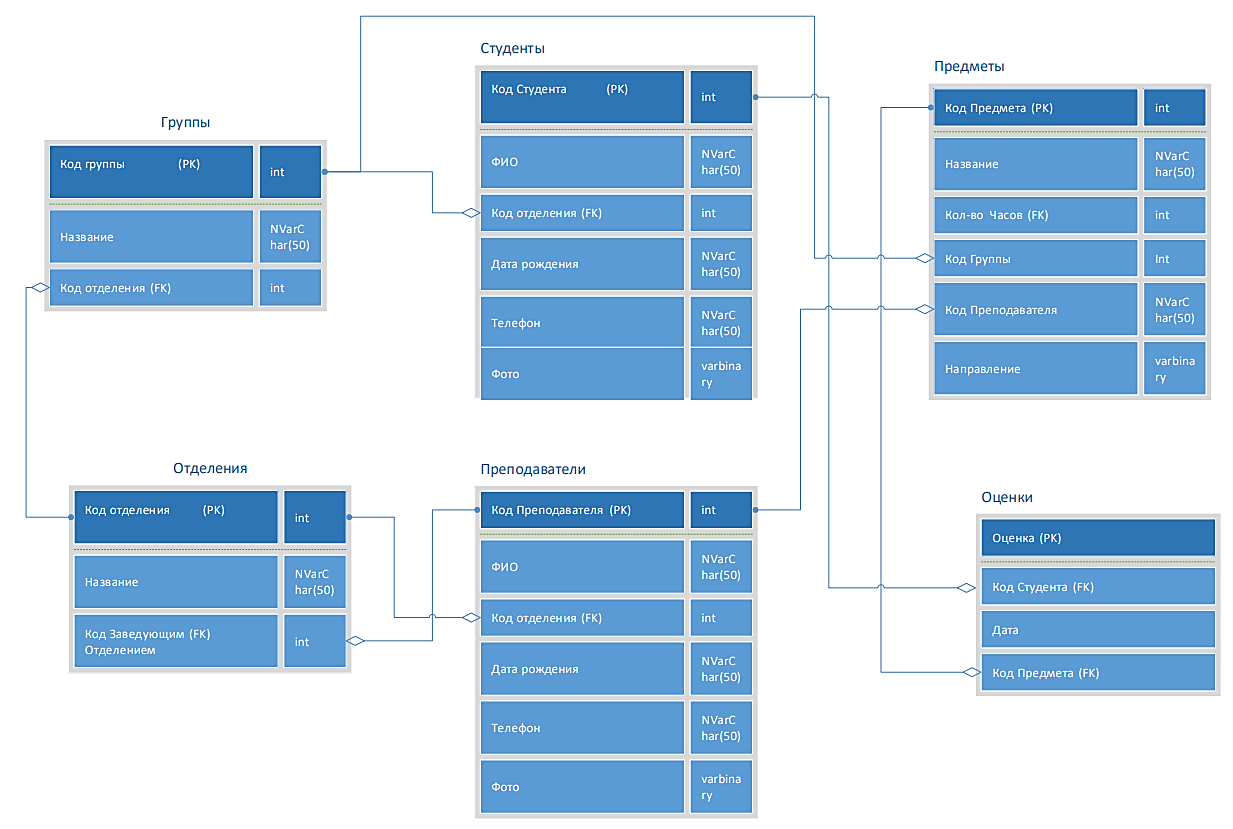 Группы
Код группы (PK) int
Название NVarC
har(50)
Код отделения (FK) int
Студенты
Код Студента (PK) int
ФИО NVarC
har(50)
Код отделения (FK) int
Дата рождения NVarC
har(50)
Телефон NVarC
har(50)
Фото varbina
ry
Предметы
Код Предмета (PK) int
Название NVarC
har(50)
Кол-во Часов (FK) int
Код Группы Int
Код Преподавателя NVarC
har(50)
Направление varbina
ry
Отделения
Код отделения (PK) int
Название NVarC
har(50)
Код Заведующим (FK) int
Отделением
Преподаватели
Код Преподавателя (PK) int
ФИО NVarC
har(50)
Код отделения (FK) int
Дата рождения NVarC
har(50)
Телефон NVarC
har(50)
Фото varbina
ry
Оценки
Оценка (PK)
Код Студента (FK)
Дата
Код Предмета (FK)